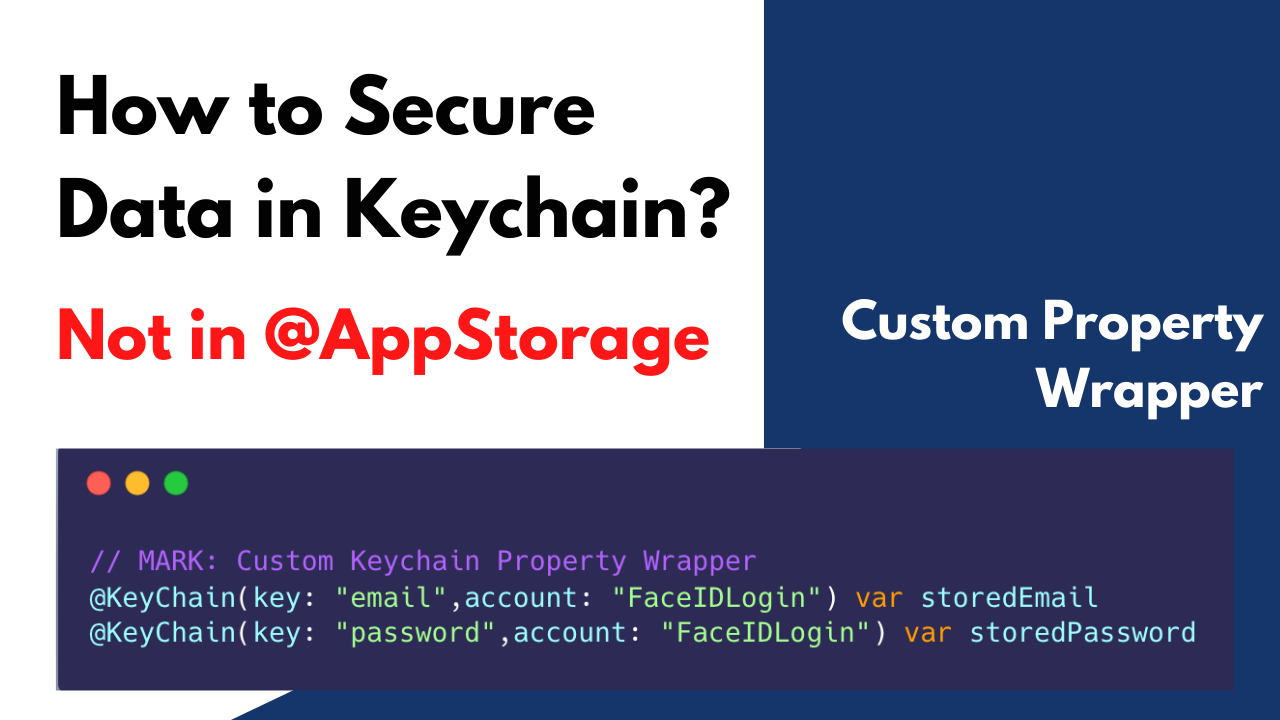 How to Secure
Data in Keychain?
Not in @AppStorage
Custom Property
Wrapper
// MARK: Custom Keychain Property Wrapper
@KeyChain(key: "email",account: "FaceIDLogin") var storedEmail
@KeyChain(key: "password",account: "FaceIDLogin") var storedPassword